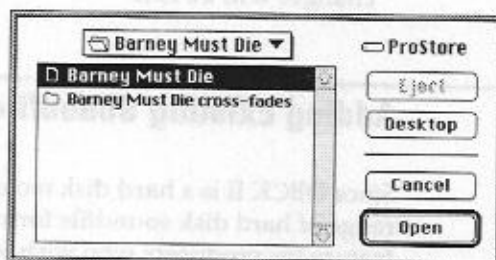 Barney Must Die
ProStore
Barney Must Die
Barney Must Die cross-fades
Eject
Desktop
Cancel
Open